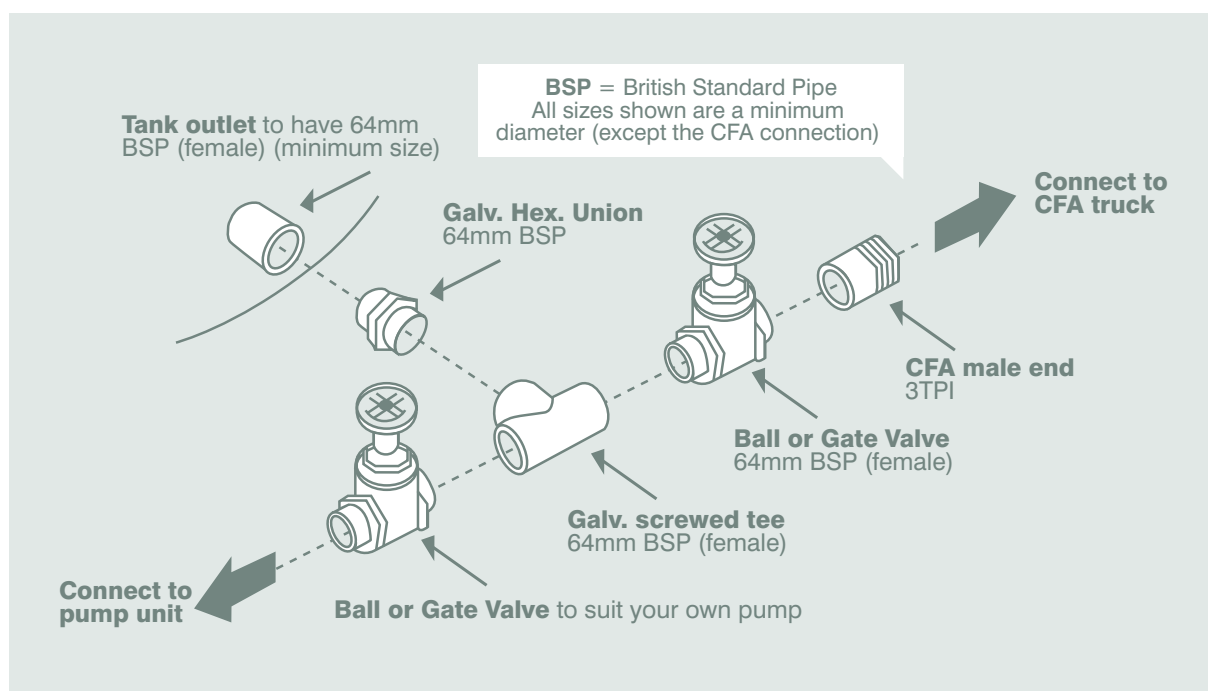 BSP = British Standard Pipe
All sizes shown are a minimum
diameter (except the CFA connection)
Tank outlet to have 64mm
BSP (female) (minimum size)
Connect to
CFA truck
Galv. Hex. Union
64mm BSP
CFA male end
3TPI
Ball or Gate Valve
64mm BSP (female)
Galv. screwed tee
64mm BSP (female)
Connect to
pump unit
Ball or Gate Valve to suit your own pump